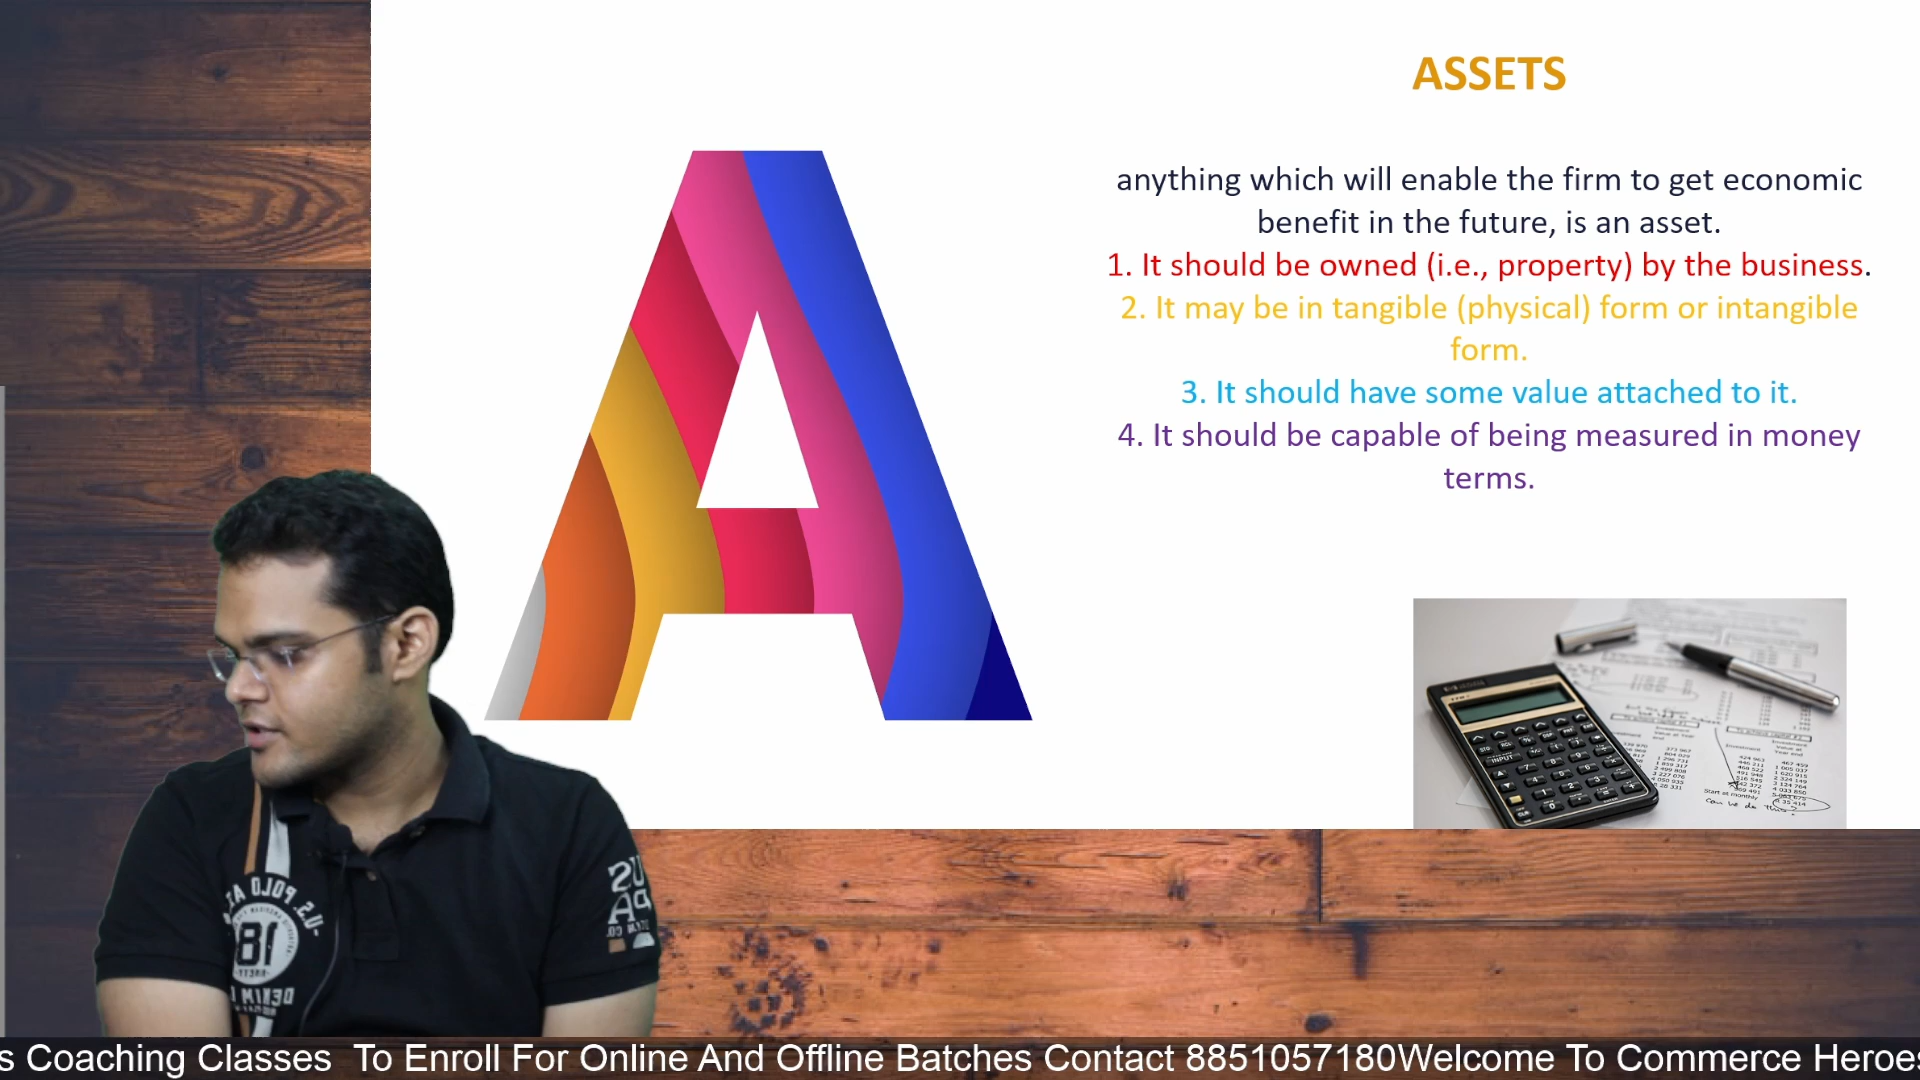 ASSETS
anything which will enable the firm to get economic
benefit in the future, is an asset.
1. It should be owned (i.e., property) by the business.
2. It may be in tangible (physical) form or intangible
form.
3. It should have some value attached to it.
4. It should be capable of being measured in money
terms.
s Coaching Classes To Enroll For Online And Offline Batches Contact 8851057180Welcome To Commerce Heroes